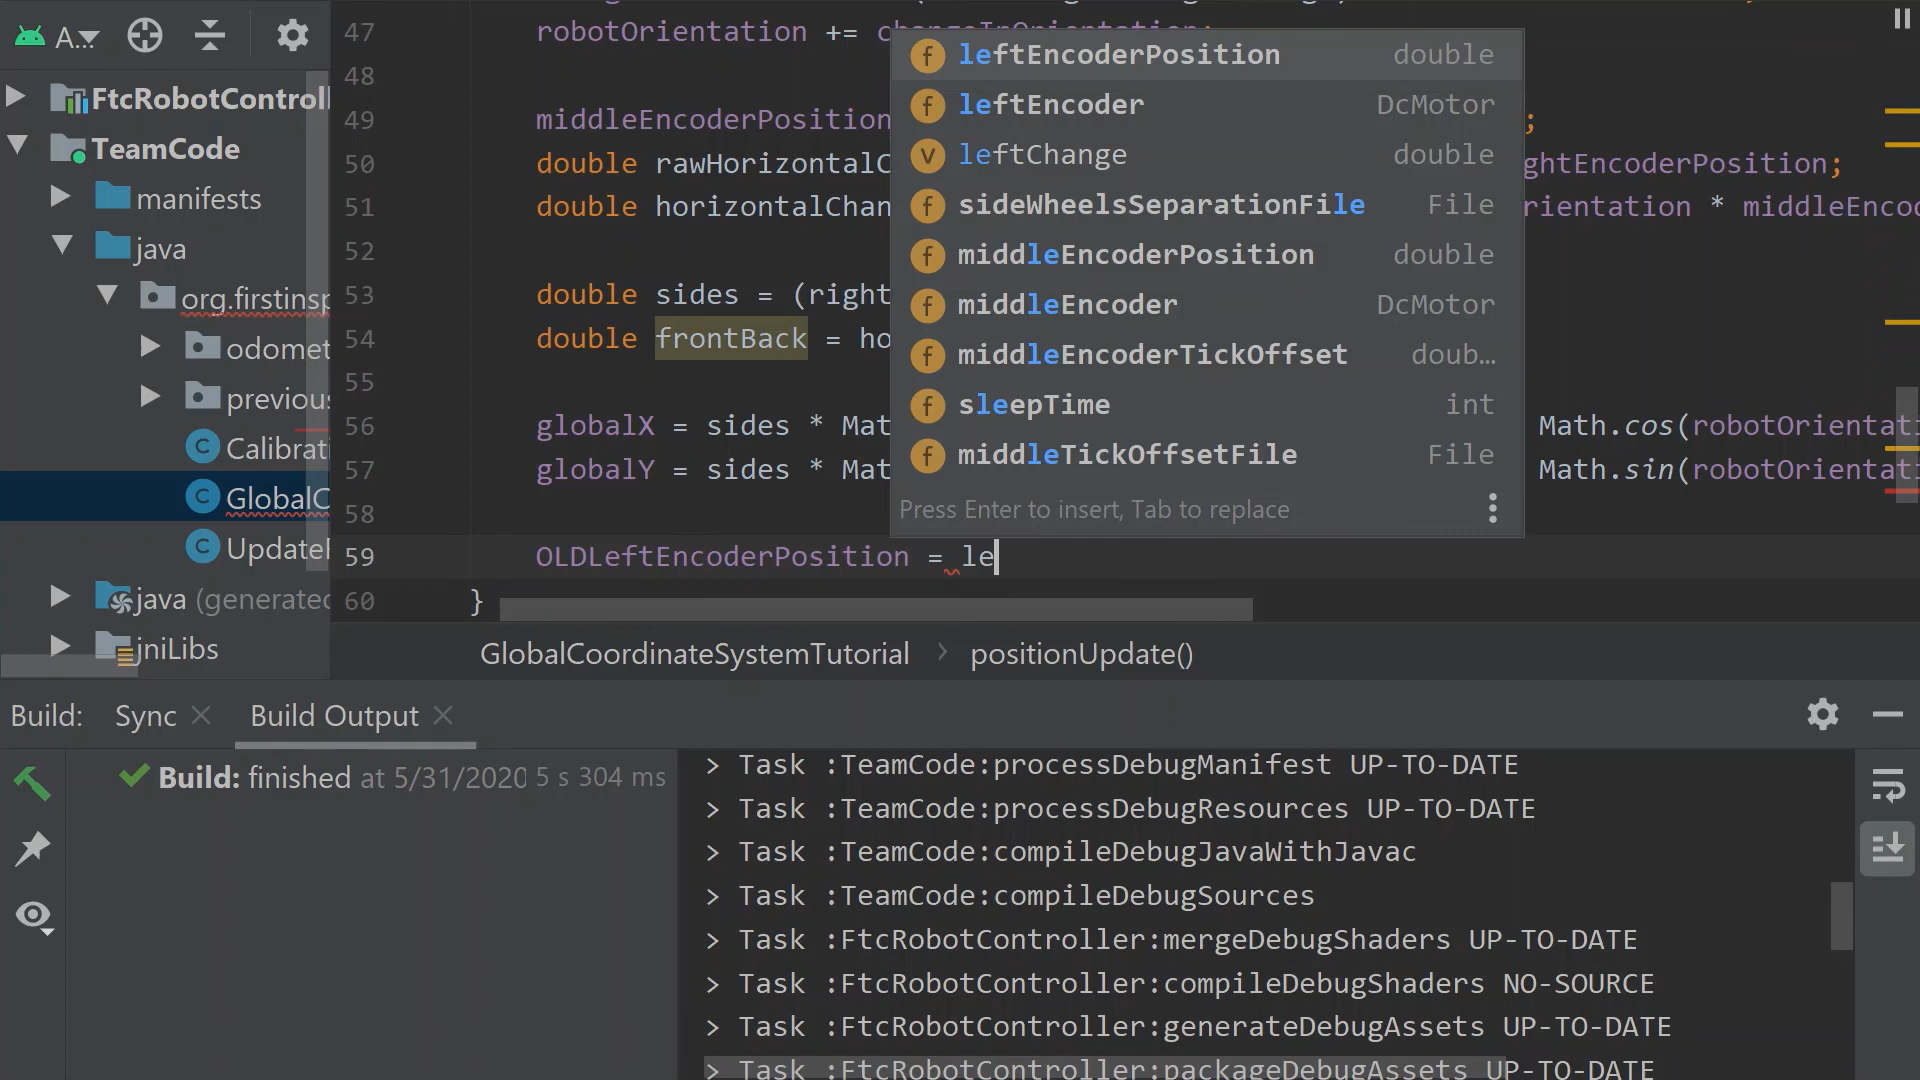 A...
FtcRobotControll
TeamCode
manifests
java
org.firstinsp
odomet
previous
Calibrati
GlobalC
Update
java (generated
jniLibs
47 robotOrientation += changeInOrientation;
48
49 middleEncoderPosition ;
50 double rawHorizontalC ghtEncoderPosition;
51 double horizontalChan rientation * middleEnco
52
53 double sides = (right
54 double frontBack = ho
55
56 globalX = sides * Mat Math.cos(robotOrientati
57 globalY = sides * Mat Math.sin(robotOrientati
58
59 OLDLeftEncoderPosition = le
60 }
leftEncoderPosition double
leftEncoder DcMotor
leftChange double
sideWheelsSeparationFile File
middleEncoderPosition double
middleEncoder DcMotor
middleEncoderTickOffset doub…
sleepTime int
middleTickOffsetFile File
Press Enter to insert, Tab to replace
GlobalCoordinateSystemTutorial > positionUpdate()
Build: Sync Build Output
Build: finished at 5/31/2020 5 s 304 ms
> Task :TeamCode:processDebugManifest UP-TO-DATE
> Task :TeamCode:processDebugResources UP-TO-DATE
> Task :TeamCode:compileDebugJavaWithJavac
> Task :TeamCode:compileDebugSources
> Task :FtcRobotController:mergeDebugShaders UP-TO-DATE
> Task :FtcRobotController:compileDebugShaders NO-SOURCE
> Task :FtcRobotController:generateDebugAssets UP-TO-DATE
> Task :FtcRobotController:packageDebugAssets UP-TO-DATE